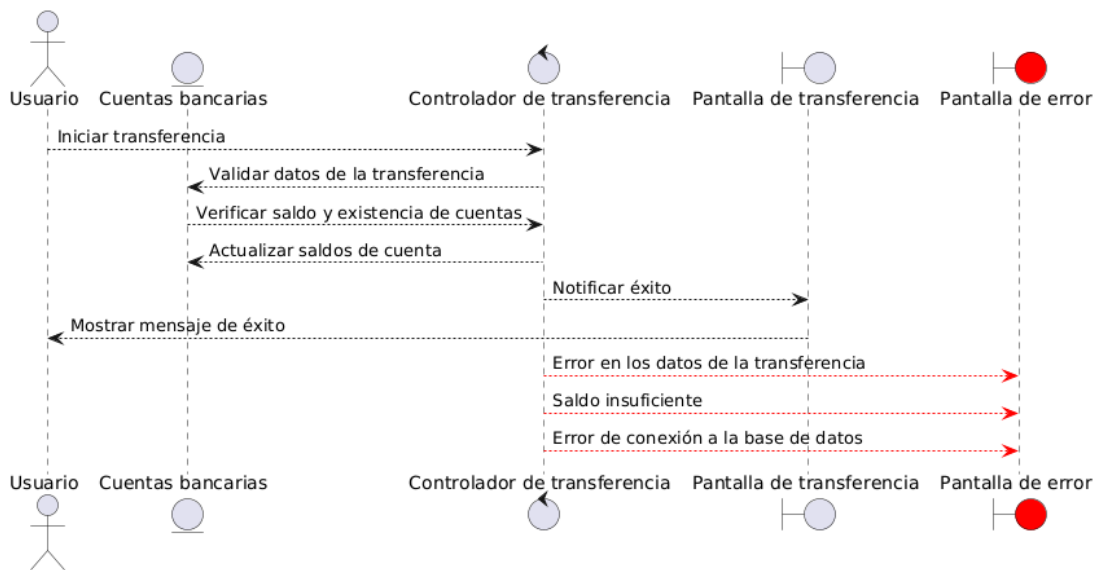 Usuario
Cuentas bancarias
Controlador de transferencia
Pantalla de transferencia
Pantalla de error
Iniciar transferencia
Validar datos de la transferencia
Verificar saldo y existencia de cuentas
Actualizar saldos de cuenta
Notificar éxito
Mostrar mensaje de éxito
Error en los datos de la transferencia
Saldo insuficiente
Error de conexión a la base de datos
Usuario
Cuentas bancarias
Controlador de transferencia
Pantalla de transferencia
Pantalla de error